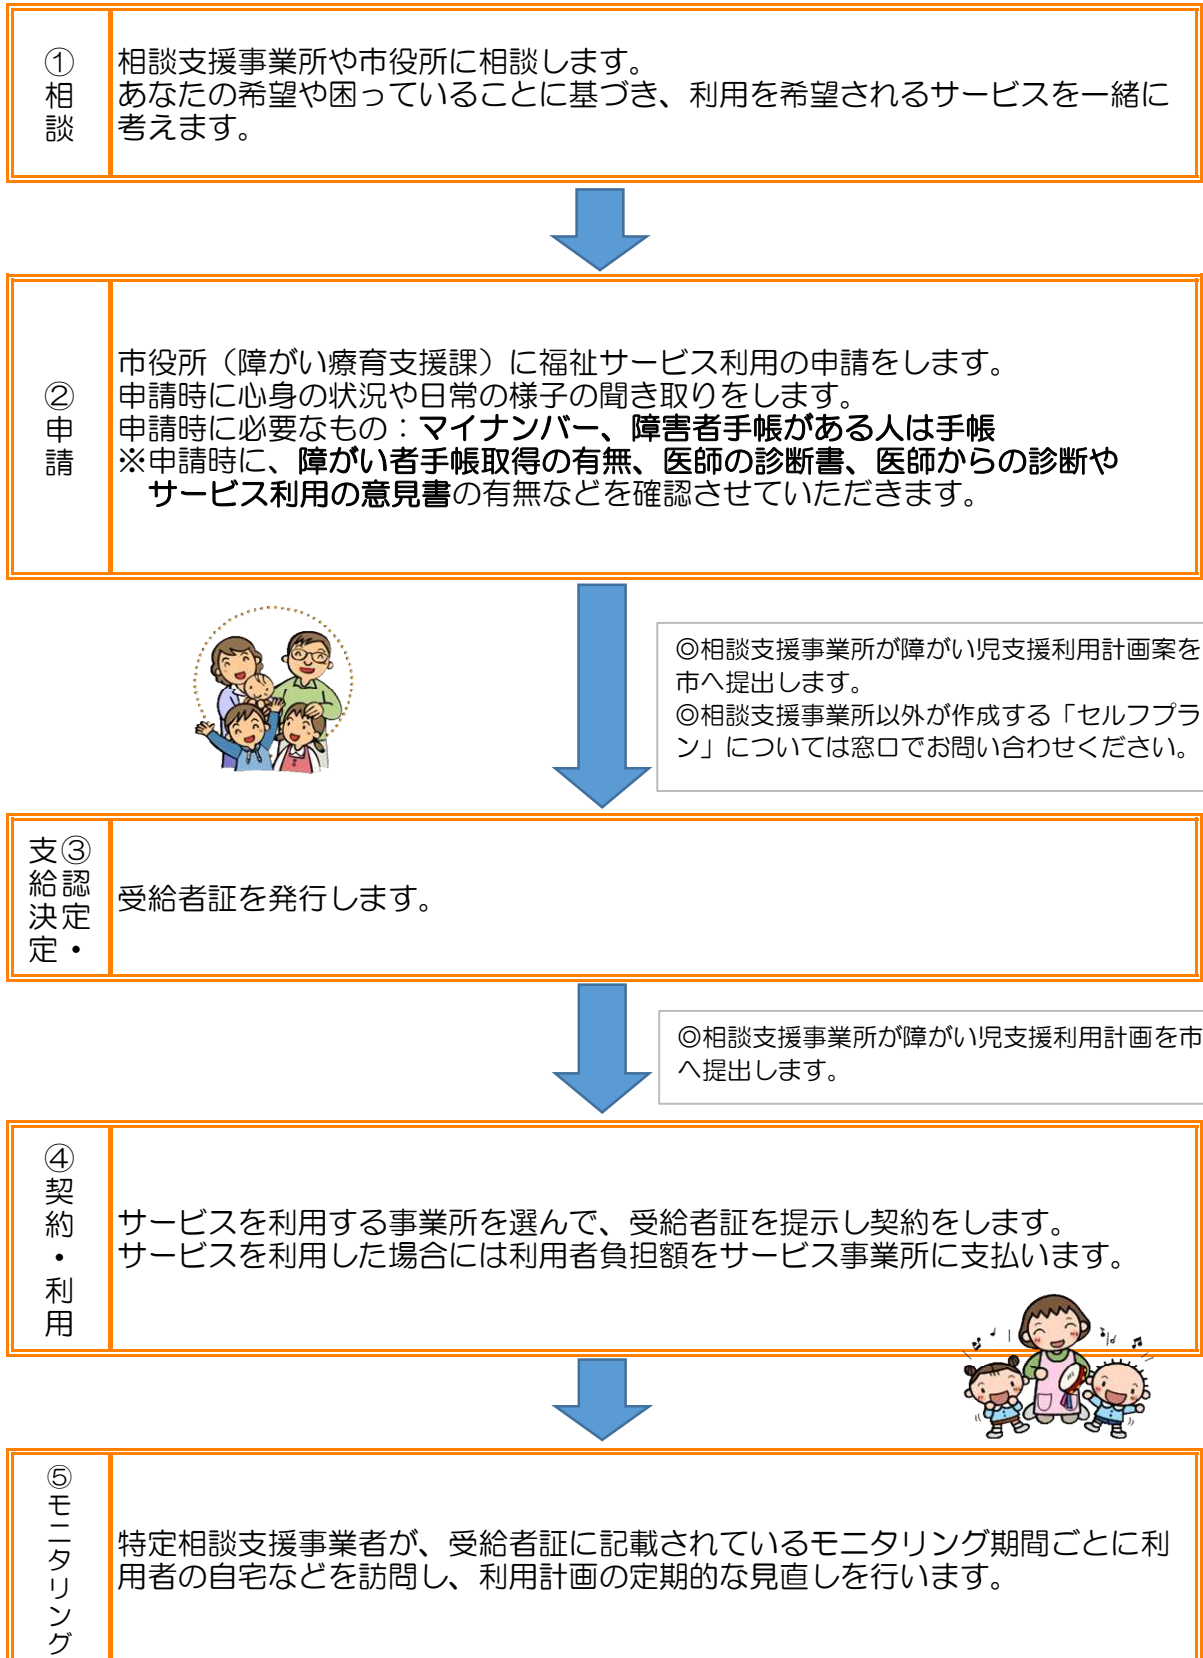 ①相談
相談支援事業所や市役所に相談します。
あなたの希望や困っていることに基づき、利用を希望されるサービスを一緒に
考えます。
②申請
市役所（障がい療育支援課）に福祉サービス利用の申請をします。
申請時に心身の状況や日常の様子の聞き取りをします。
申請時に必要なもの：マイナンバー、障害者手帳がある人は手帳
※申請時に、障がい者手帳取得の有無、医師の診断書、医師からの診断や
サービス利用の意見書の有無などを確認させていただきます。
◎相談支援事業所が障がい児支援利用計画案を
市へ提出します。
◎相談支援事業所以外が作成する「セルフプラ
ン」については窓口でお問い合わせください。
③認定・
支給決定
受給者証を発行します。
◎相談支援事業所が障がい児支援利用計画を市
へ提出します。
④契約・利用
サービスを利用する事業所を選んで、受給者証を提示し契約をします。
サービスを利用した場合には利用者負担額をサービス事業所に支払います。
⑤モニタリング
特定相談支援事業者が、受給者証に記載されているモニタリング期間ごとに利
用者の自宅などを訪問し、利用計画の定期的な見直しを行います。